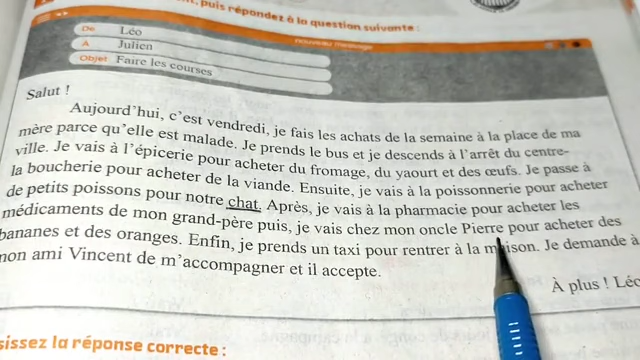 puis répondez à la question suivante :
De Léo
nouveau message
A Julien
Objet Faire les courses
Salut !
Aujourd'hui, c'est vendredi, je fais les achats de la semaine à la place de ma
mère parce qu'elle est malade. Je prends le bus et je descends à l'arrêt du centre-
ville. Je vais à l'épicerie pour acheter du fromage, du yaourt et des œufs. Je passe à
la boucherie pour acheter de la viande. Ensuite, je vais à la poissonnerie pour acheter
de petits poissons pour notre chat. Après, je vais à la pharmacie pour acheter les
médicaments de mon grand-père puis, je vais chez mon oncle Pierre pour acheter des
bananes et des oranges. Enfin, je prends un taxi pour rentrer à la maison. Je demande à
mon ami Vincent de m'accompagner et il accepte.
À plus ! Léo
sissez la réponse correcte :